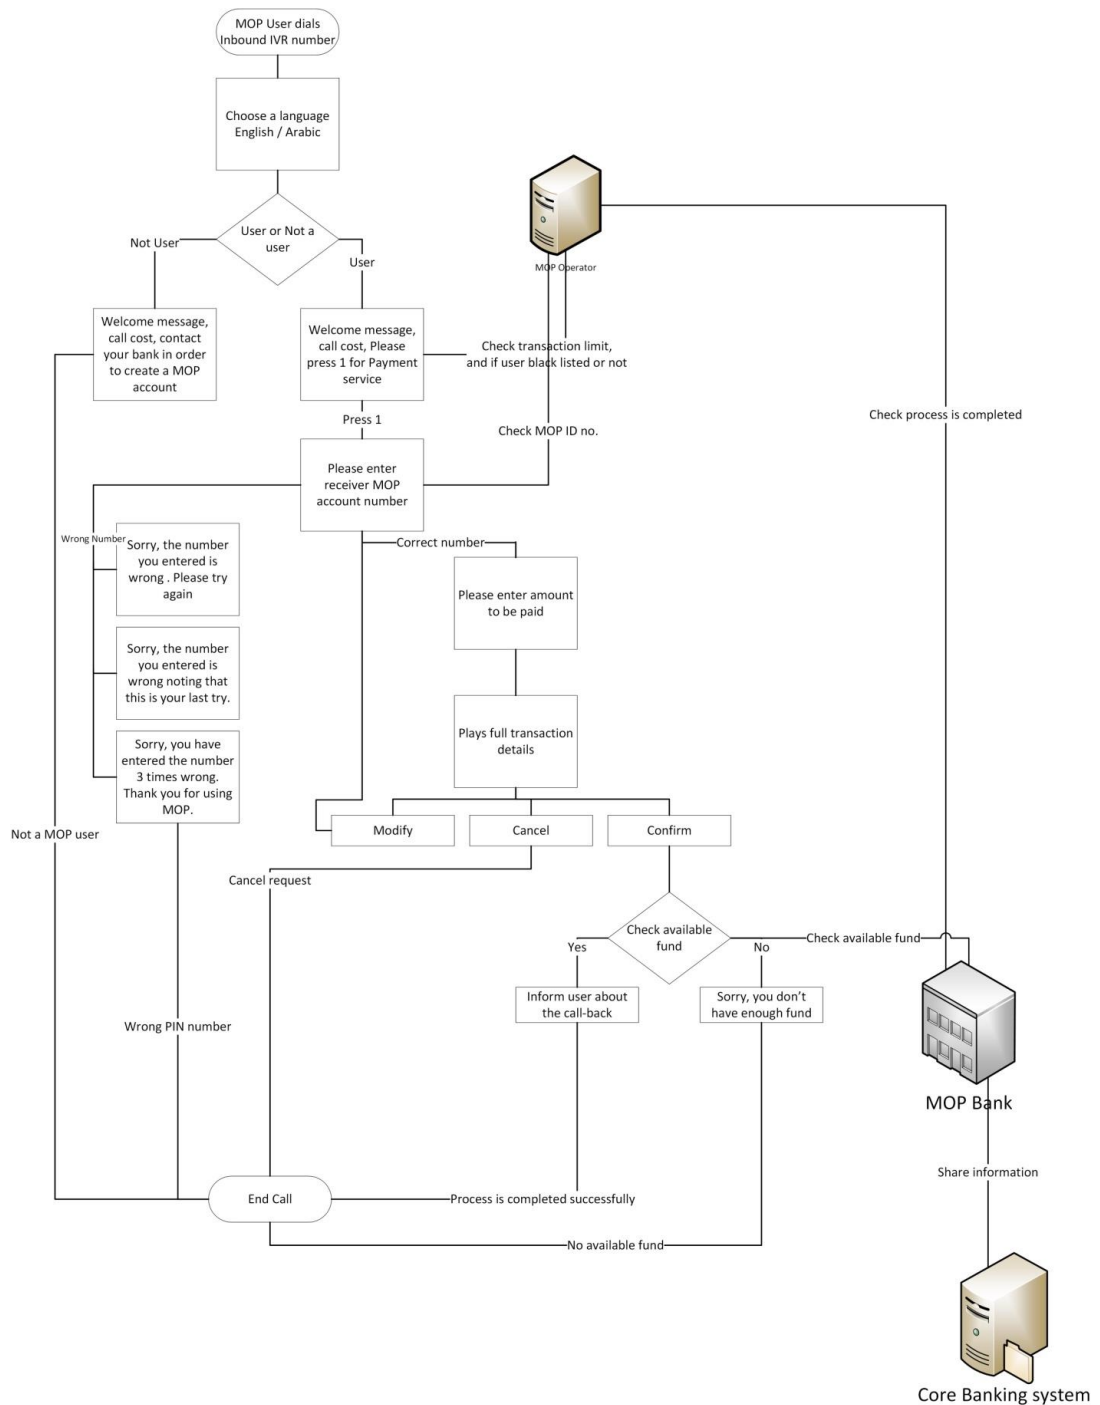 MOP User dials
Inbound IVR number
Choose a language
English / Arabic
User or Not a
user
Not User
User
MOP Operator
Welcome message,
call cost, contact
your bank in order
to create a MOP
account
Welcome message,
call cost, Please
press 1 for Payment
service
Check transaction limit,
and if user black listed or not
Press 1
Check MOP ID no.
Check process is completed
Please enter
receiver MOP
account number
Wrong Number
Sorry, the number
you entered is
wrong . Please try
again
Correct number
Please enter amount
to be paid
Sorry, the number
you entered is
wrong noting that
this is your last try.
Plays full transaction
details
Sorry, you have
entered the number
3 times wrong.
Thank you for using
MOP.
Not a MOP user
Modify
Cancel
Confirm
Cancel request
Check available
fund
Yes
No
Check available fund
Inform user about
the call-back
Sorry, you don't
have enough fund
Wrong PIN number
MOP Bank
Share information
End Call
Process is completed successfully
No available fund
Core Banking system